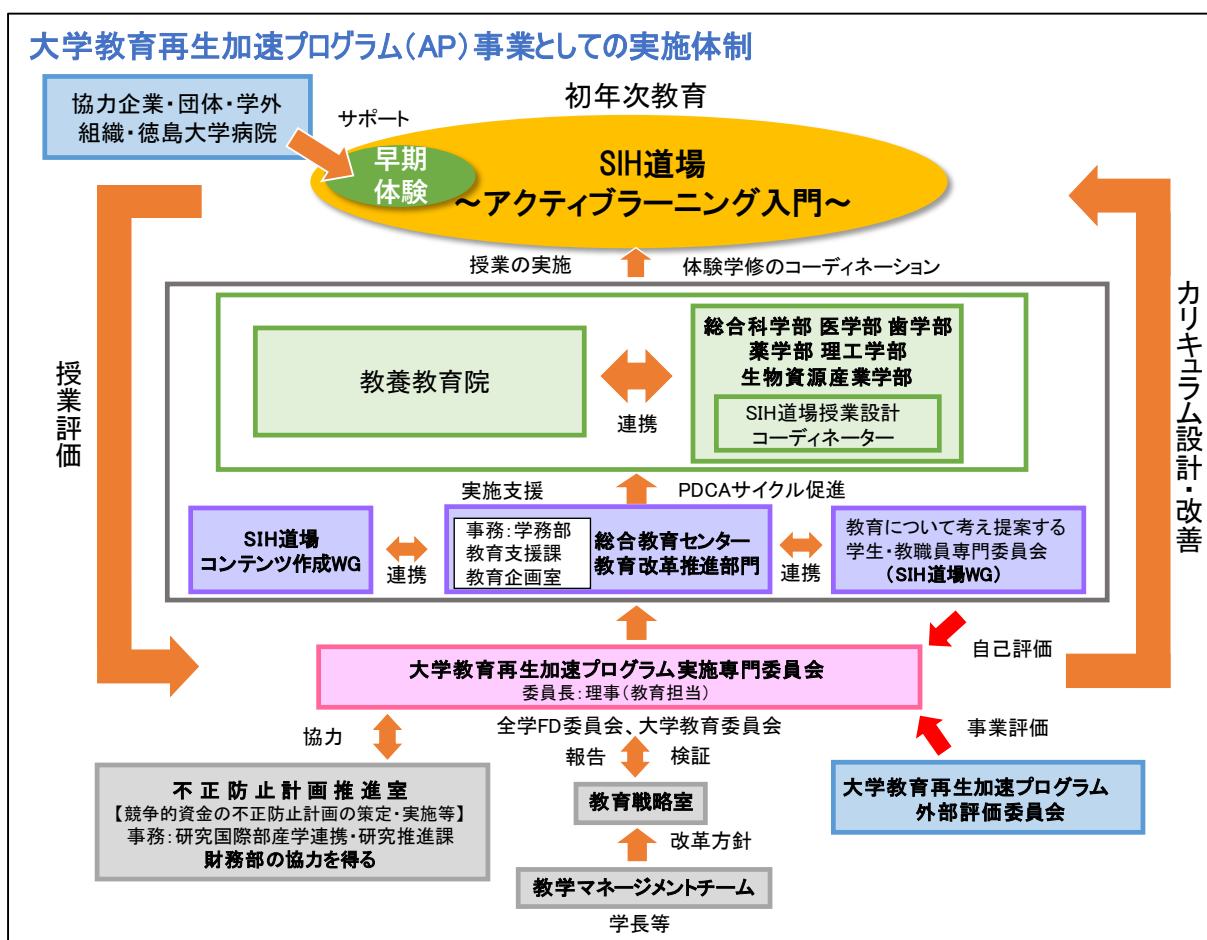 大学教育再生加速プログラム(AP)事業としての実施体制
協力企業・団体・学外
組織・徳島大学病院
サポート
初年次教育
早期
体験
SIH道場
~アクティブラーニング入門~
授業の実施
体験学修のコーディネーション
授業評価
カリキュラム設計・改善
教養教育院
連携
総合科学部 医学部 歯学部
薬学部 理工学部
生物資源産業学部
SIH道場授業設計
コーディネーター
実施支援
PDCAサイクル促進
SIH道場
コンテンツ作成WG
連携
事務:学務部
教育支援課
教育企画室
総合教育センター
教育改革推進部門
連携
教育について考え提案する
学生・教職員専門委員会
(SIH道場WG)
自己評価
大学教育再生加速プログラム実施専門委員会
委員長:理事(教育担当)
全学FD委員会、大学教育委員会
協力
報告
検証
事業評価
不正防止計画推進室
【競争的資金の不正防止計画の策定・実施等】
事務:研究国際部産学連携・研究推進課
財務部の協力を得る
教育戦略室
改革方針
教学マネージメントチーム
学長等
大学教育再生加速プログラム
外部評価委員会